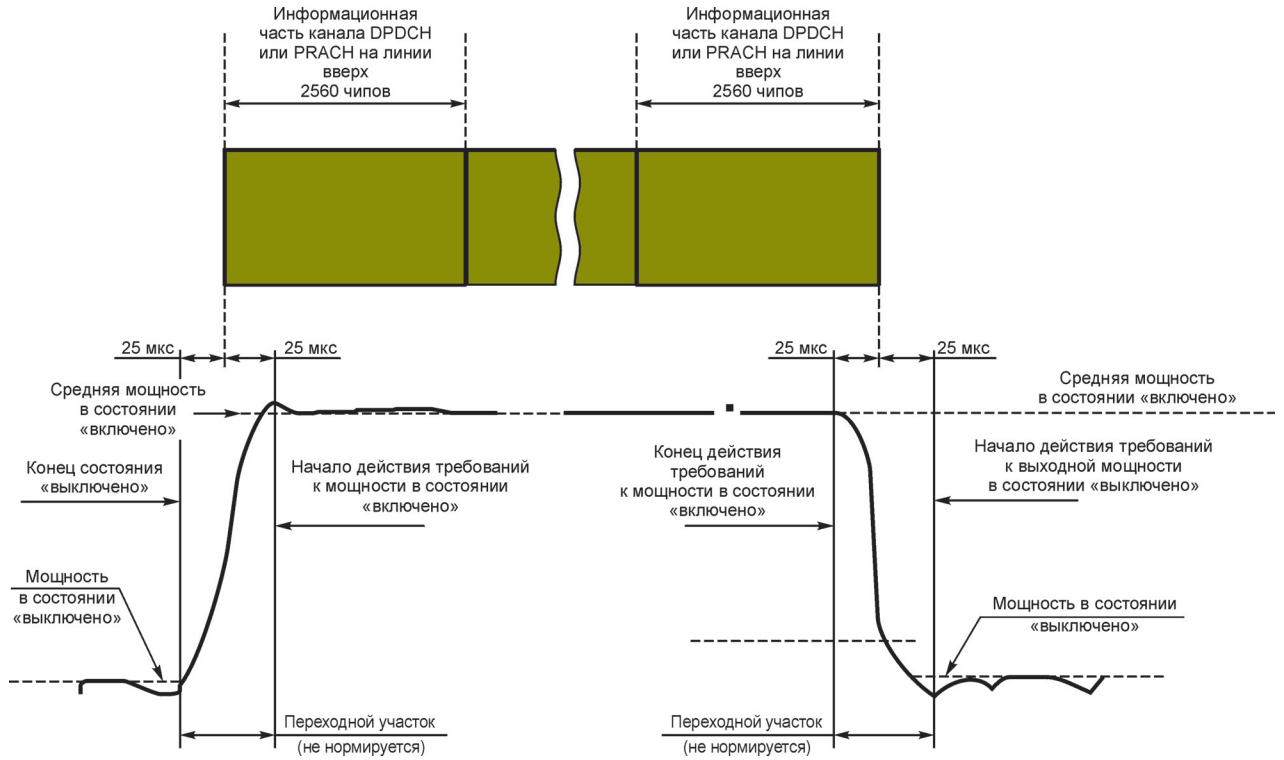 Информационная
часть канала DPDCH
или PRACH на линии
вверх
2560 чипов
Информационная
часть канала DPDCH
или PRACH на линии
вверх
2560 чипов
25 мкс
25 мкс
25 мкс
25 мкс
Средняя мощность
в состоянии
«включено»
Средняя мощность
в состоянии «включено»
Конец состояния
«выключено»
Начало действия требований
к мощности в состоянии
«включено»
Конец действия
требований
к мощности в состоянии
«включено»
Начало действия требований
к выходной мощности
в состоянии «выключено»
Мощность
в состоянии
«выключено»
Мощность в состоянии
«выключено»
Переходной участок
(не нормируется)
Переходной участок
(не нормируется)